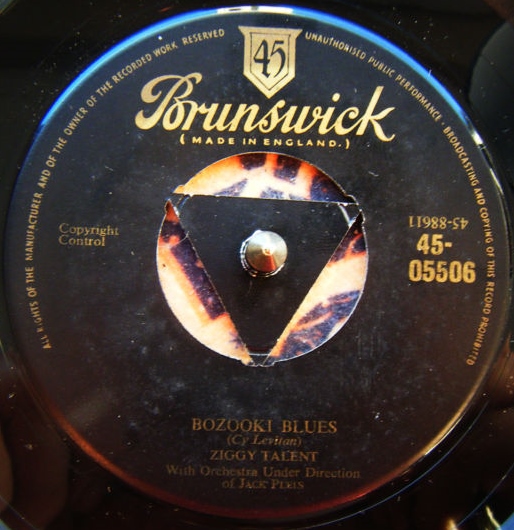 ALL RIGHTS OF THE MANUFACTURER AND OF THE OWNER OF THE RECORDED WORK RESERVED
UNAUTHORISED PUBLIC PERFORMANCE · BROADCASTING AND COPYING OF THIS RECORD PROHIBITED
45
Brunswick
( MADE IN ENGLAND. )
Copyright
Control
45-88611
45-
05506
BOZOOKI BLUES
(Cy Levitan)
ZIGGY TALENT
With Orchestra Under Direction
of JACK PLEIS